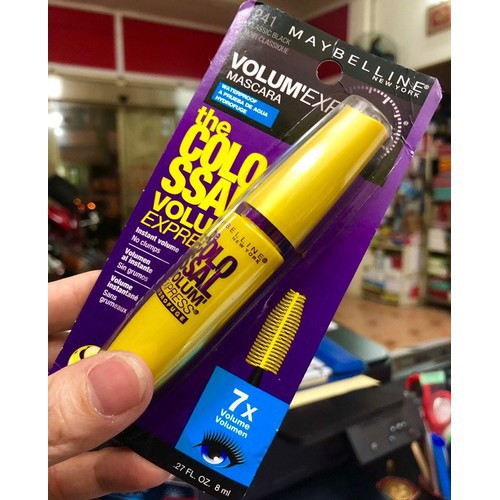 241
CLASSIC BLACK
NOIR CLASSIQUE
MAYBELLINE
NEW YORK
VOLUM'EXPRESS
MASCARA
WATERPROOF
A PRUEBA DE AGUA
HYDROFUGE
the
COLO
SSAL
VOLUM'
EXPRESS
Instant volume
No clumps
Volumen
al instante
Sin grumos
Volume
instantané
Sans
grumeaux
MAYBELLINE
NEW YORK
COLO
SSAL
VOLUM'
EXPRESS
7x
Volume
Volumen
.27 FL. OZ. 8 ml